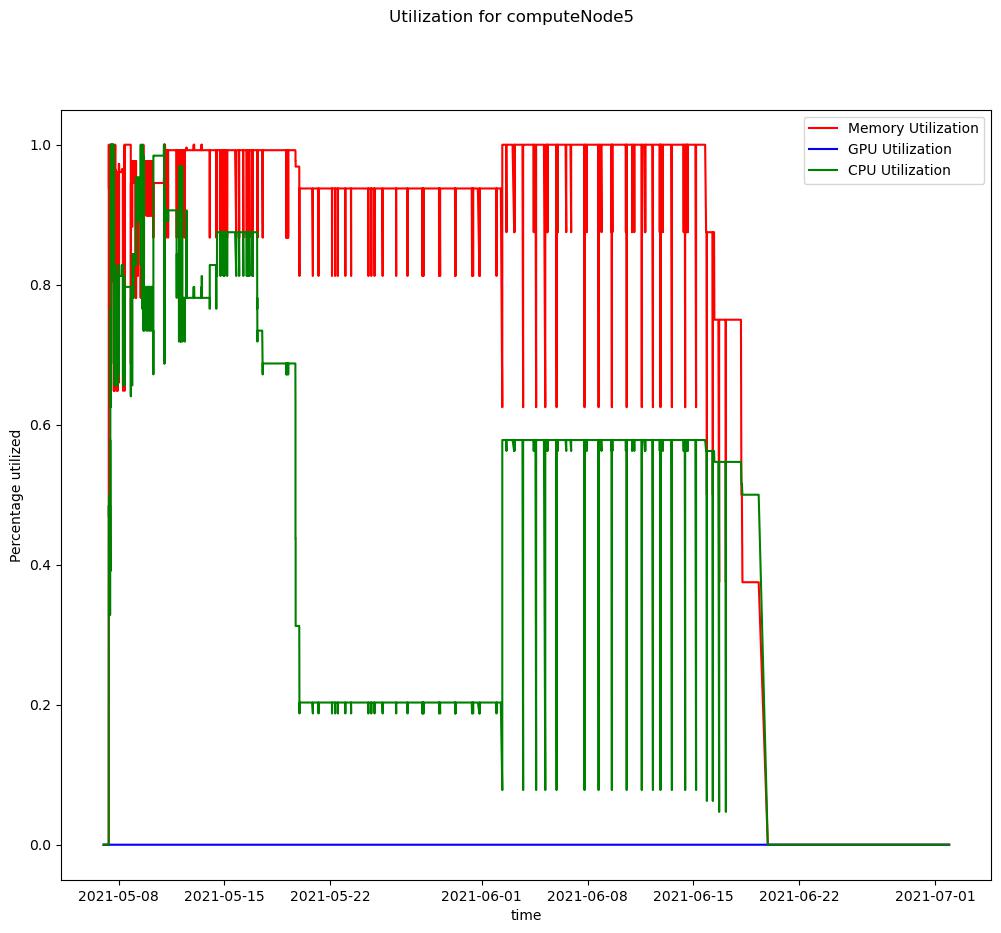 Utilization for computeNode5
Memory Utilization
GPU Utilization
CPU Utilization
Percentage utilized
1.0
0.8
0.6
0.4
0.2
0.0
2021-05-08 2021-05-15 2021-05-22 2021-06-01 2021-06-08 2021-06-15 2021-06-22 2021-07-01
time